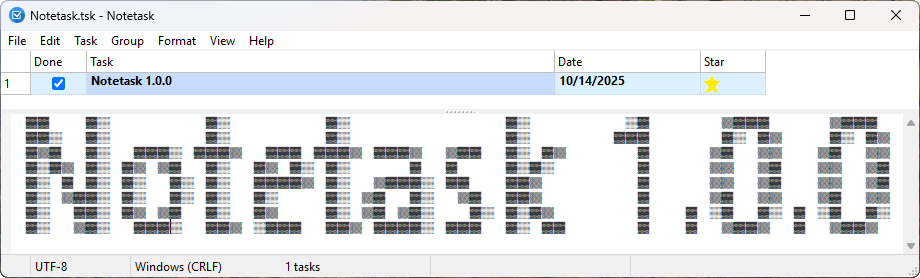 Notetask.tsk - Notetask
File Edit Task Group Format View Help
Done Task Date Star
1 Notetask 1.0.0 10/14/2025
Notetask 1.0.0
UTF-8 Windows (CRLF) 1 tasks